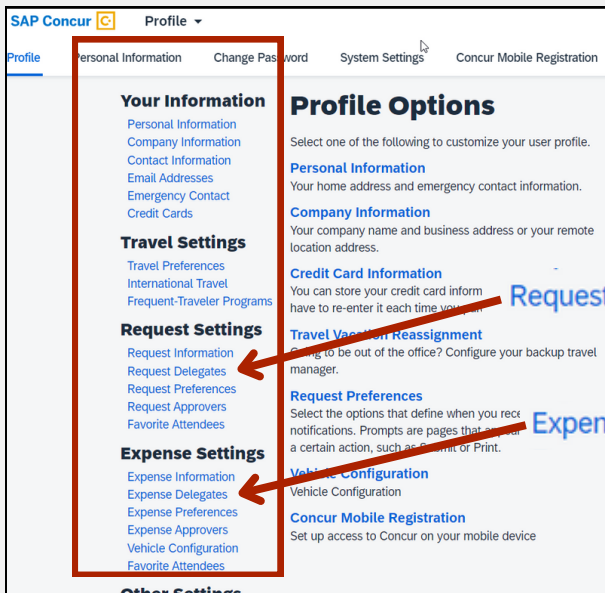 SAP Concur C Profile
Profile Personal Information Change Password System Settings Concur Mobile Registration
Your Information
Personal Information
Company Information
Contact Information
Email Addresses
Emergency Contact
Credit Cards
Travel Settings
Travel Preferences
International Travel
Frequent-Traveler Programs
Request Settings
Request Information
Request Delegates
Request Preferences
Request Approvers
Favorite Attendees
Expense Settings
Expense Information
Expense Delegates
Expense Preferences
Expense Approvers
Vehicle Configuration
Favorite Attendees
Other Settings
Profile Options
Select one of the following to customize your user profile.
Personal Information
Your home address and emergency contact information.
Company Information
Your company name and business address or your remote
location address.
Credit Card Information
You can store your credit card inform
have to re-enter it each time you
Request
Travel Vacation Reassignment
Going to be out of the office? Configure your backup travel
manager.
Request Preferences
Select the options that define when you rece
notifications. Prompts are pages that appear
a certain action, such as Submit or Print.
Expen
Vehicle Configuration
Vehicle Configuration
Concur Mobile Registration
Set up access to Concur on your mobile device